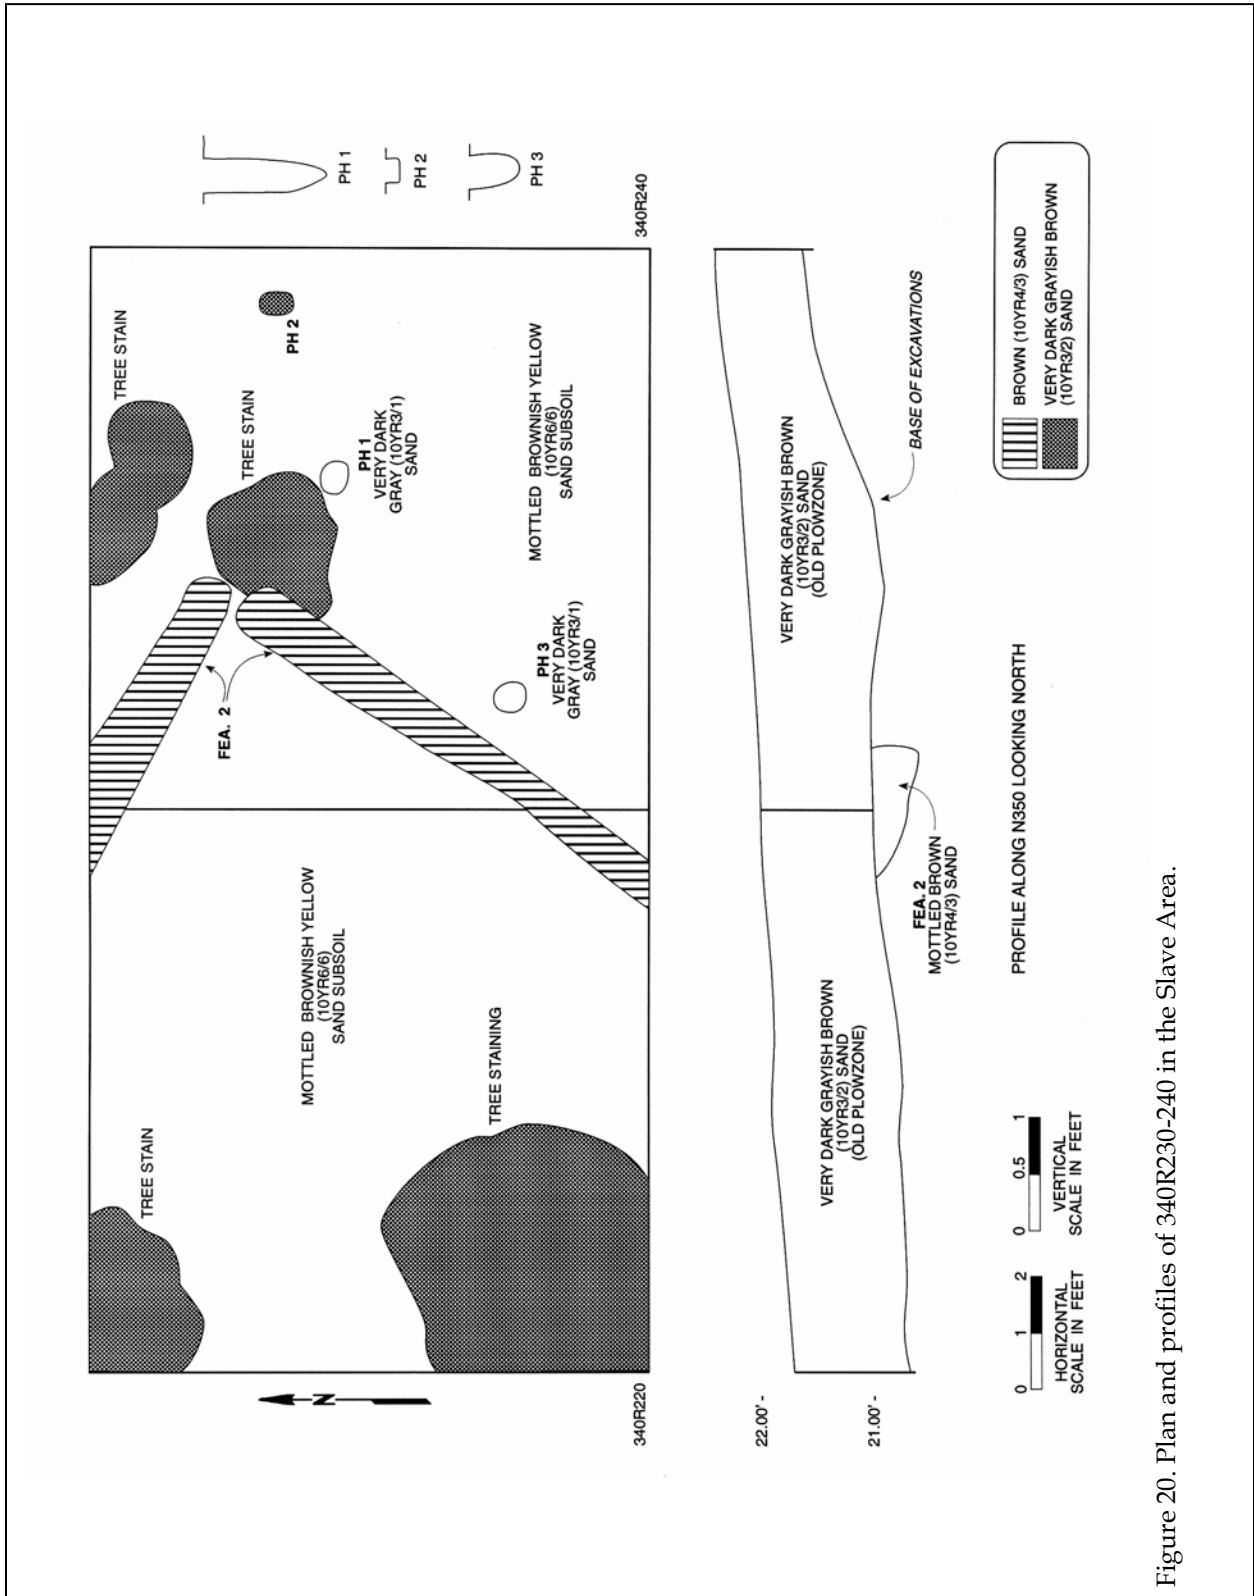 TREE STAIN
TREE STAIN
TREE STAIN
PH 2
PH 1
VERY DARK
GRAY (10YR3/1)
SAND
FEA. 2
MOTTLED BROWNISH YELLOW
(10YR6/6)
SAND SUBSOIL
PH 3
VERY DARK
GRAY (10YR3/1)
SAND
MOTTLED BROWNISH YELLOW
(10YR6/6)
SAND SUBSOIL
TREE STAINING
N
PH 1
PH 2
PH 3
340R220
340R240
22.00' -
21.00' -
VERY DARK GRAYISH BROWN
(10YR3/2) SAND
(OLD PLOWZONE)
VERY DARK GRAYISH BROWN
(10YR3/2) SAND
(OLD PLOWZONE)
BASE OF EXCAVATIONS
FEA. 2
MOTTLED BROWN
(10YR4/3) SAND
0 1 2
HORIZONTAL
SCALE IN FEET
0 0.5 1
VERTICAL
SCALE IN FEET
PROFILE ALONG N350 LOOKING NORTH
BROWN (10YR4/3) SAND
VERY DARK GRAYISH BROWN
(10YR3/2) SAND
Figure 20. Plan and profiles of 340R230-240 in the Slave Area.